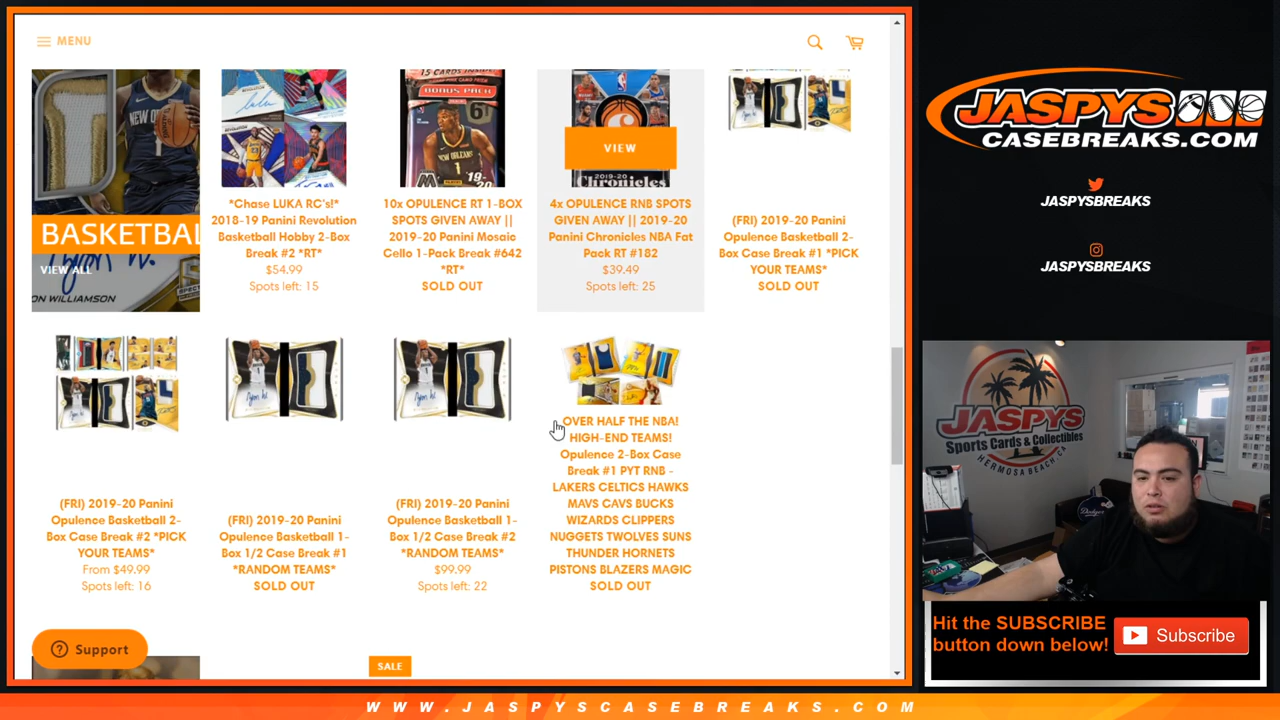 MENU
BASKETBAL
VIEW ALL
ON WILLIAMSON
NEW O
*Chase LUKA RC's!*
2018-19 Panini Revolution
Basketball Hobby 2-Box
Break #2 *RT*
$54.99
Spots left: 15
15 CARDS INSIDE
BONUS PACK
NEW ORLEANS
1
19-20
10x OPULENCE RT 1-BOX
SPOTS GIVEN AWAY ||
2019-20 Panini Mosaic
Cello 1-Pack Break #642
*RT*
SOLD OUT
VIEW
2019-20
Chronicles
4x OPULENCE RNB SPOTS
GIVEN AWAY || 2019-20
Panini Chronicles NBA Fat
Pack RT #182
$39.49
Spots left: 25
(FRI) 2019-20 Panini
Opulence Basketball 2-
Box Case Break #1 *PICK
YOUR TEAMS*
SOLD OUT
(FRI) 2019-20 Panini
Opulence Basketball 2-
Box Case Break #2 *PICK
YOUR TEAMS*
From $49.99
Spots left: 16
(FRI) 2019-20 Panini
Opulence Basketball 1-
Box 1/2 Case Break #1
*RANDOM TEAMS*
SOLD OUT
(FRI) 2019-20 Panini
Opulence Basketball 1-
Box 1/2 Case Break #2
*RANDOM TEAMS*
$99.99
Spots left: 22
OVER HALF THE NBA!
HIGH-END TEAMS!
Opulence 2-Box Case
Break #1 PYT RNB -
LAKERS CELTICS HAWKS
MAVS CAVS BUCKS
WIZARDS CLIPPERS
NUGGETS TWOLVES SUNS
THUNDER HORNETS
PISTONS BLAZERS MAGIC
SOLD OUT
Support
SALE
JASPYS
CASEBREAKS.COM
JASPYSBREAKS
JASPYSBREAKS
JASPYS
Sports Cards & Collectibles
HERMOSA BEACH, CA
Dodgers
Hit the SUBSCRIBE
button down below!
Subscribe
WWW.JASPYSCASEBREAKS.COM